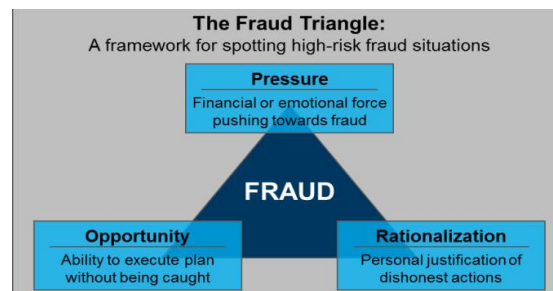 The Fraud Triangle:
A framework for spotting high-risk fraud situations
Pressure
Financial or emotional force
pushing towards fraud
FRAUD
Opportunity
Ability to execute plan
without being caught
Rationalization
Personal justification of
dishonest actions